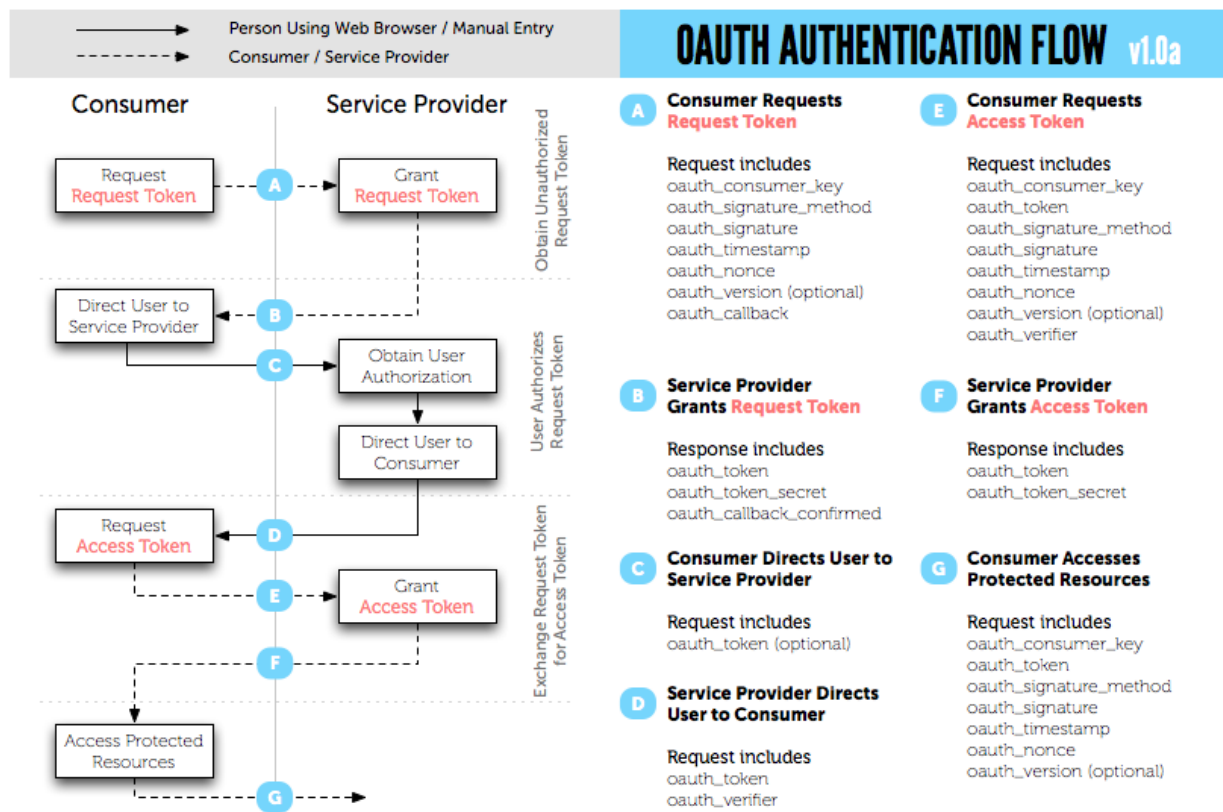 Person Using Web Browser / Manual Entry
Consumer / Service Provider
OAUTH AUTHENTICATION FLOW v1.0a
Consumer
Service Provider
Request
Request Token
A
Grant
Request Token
Obtain Unauthorized
Request Token
Direct User to
Service Provider
B
C
Obtain User
Authorization
Direct User to
Consumer
User Authorizes
Request Token
Request
Access Token
D
E
Grant
Access Token
F
Exchange Request Token
for Access Token
Access Protected
Resources
G
A
Consumer Requests
Request Token
Request includes
oauth_consumer_key
oauth_signature_method
oauth_signature
oauth_timestamp
oauth_nonce
oauth_version (optional)
oauth_callback
B
Service Provider
Grants Request Token
Response includes
oauth_token
oauth_token_secret
oauth_callback_confirmed
C
Consumer Directs User to
Service Provider
Request includes
oauth_token (optional)
D
Service Provider Directs
User to Consumer
Request includes
oauth_token
oauth_verifier
E
Consumer Requests
Access Token
Request includes
oauth_consumer_key
oauth_token
oauth_signature_method
oauth_signature
oauth_timestamp
oauth_nonce
oauth_version (optional)
oauth_verifier
F
Service Provider
Grants Access Token
Response includes
oauth_token
oauth_token_secret
G
Consumer Accesses
Protected Resources
Request includes
oauth_consumer_key
oauth_token
oauth_signature_method
oauth_signature
oauth_timestamp
oauth_nonce
oauth_version (optional)